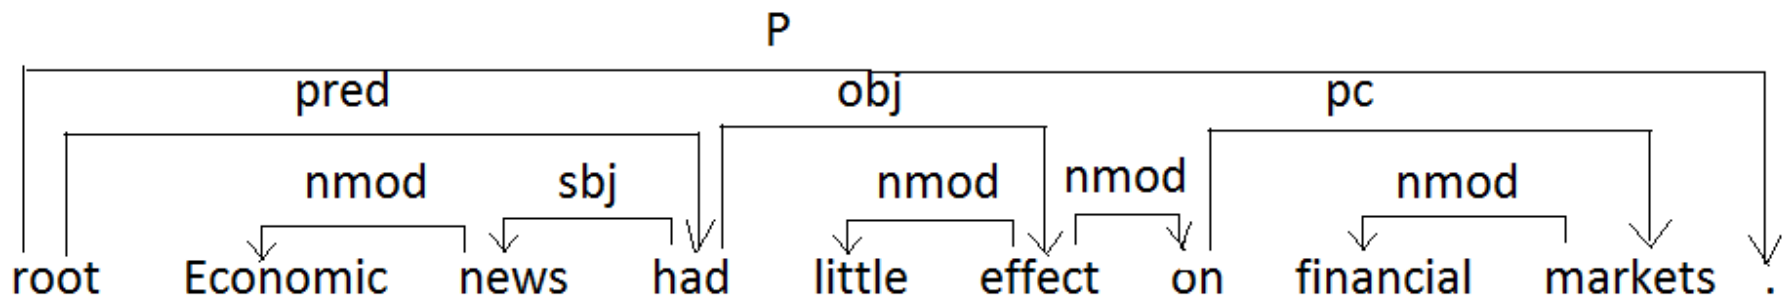 P
pred obj pc
nmod sbj nmod nmod nmod
root Economic news had little effect on financial markets .